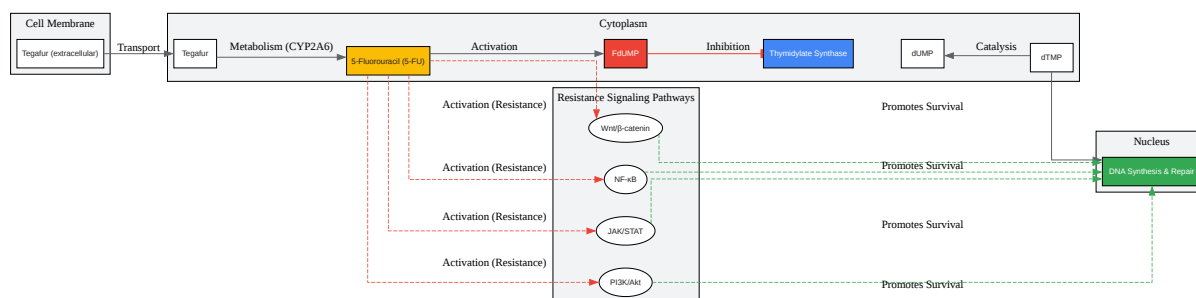 Cell Membrane
Cytoplasm
Tegafur (extracellular)
Transport
Tegafur
Metabolism (CYP2A6)
5-Fluorouracil (5-FU)
Activation
FdUMP
Inhibition
Thymidylate Synthase
dUMP
Catalysis
dTMP
Resistance Signaling Pathways
Activation (Resistance)
Promotes Survival
Wnt/β-catenin
Nucleus
Activation (Resistance)
Promotes Survival
NF-κB
DNA Synthesis & Repair
Activation (Resistance)
Promotes Survival
JAK/STAT
Activation (Resistance)
PI3K/Akt
Promotes Survival